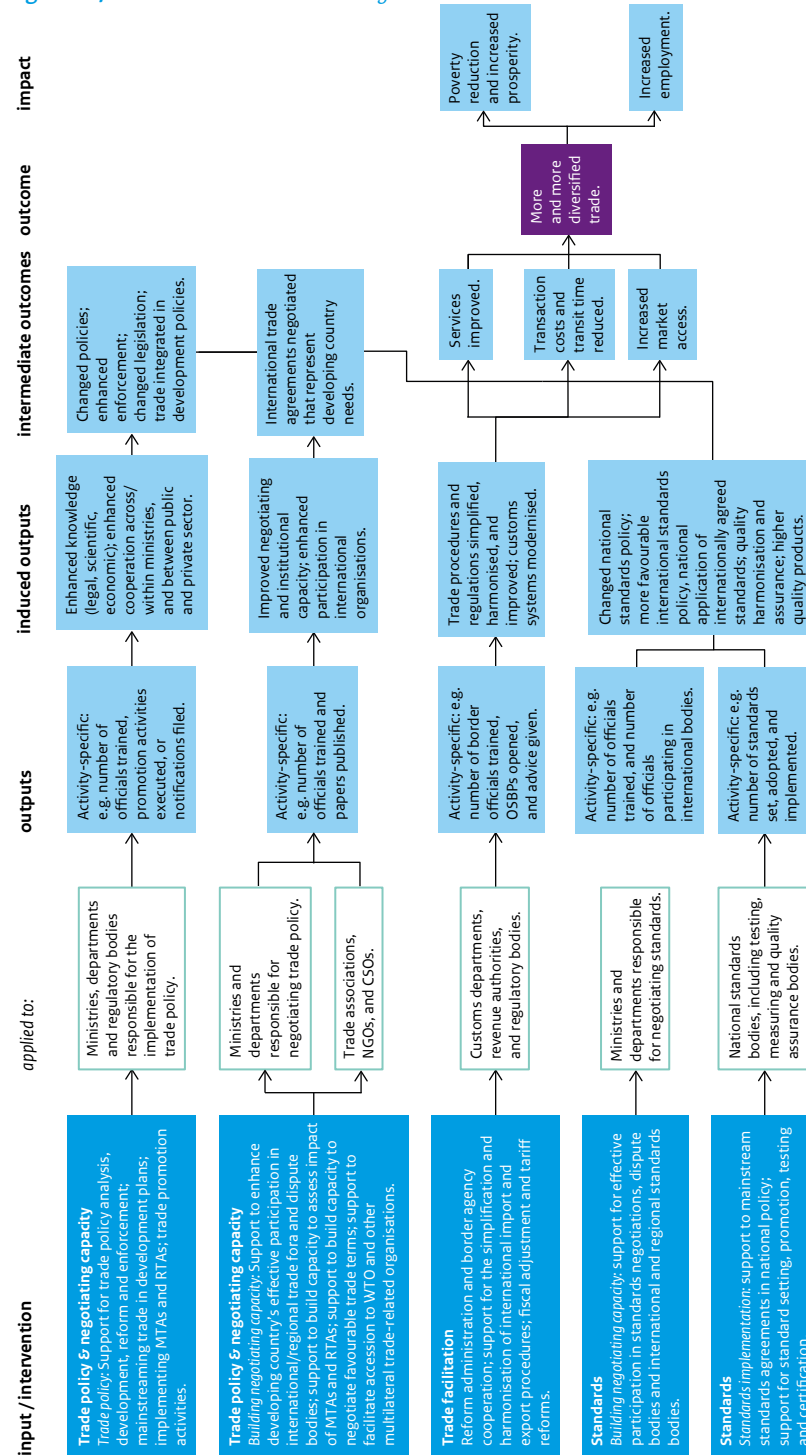 input / intervention
applied to:
outputs
induced outputs
intermediate outcomes
outcome
impact
Trade policy & negotiating capacity
Trade policy: Support for trade policy analysis,
development, reform and enforcement;
mainstreaming trade in development plans;
implementing MTAs and RTAs; trade promotion
activities.
Ministries, departments
and regulatory bodies
responsible for the
implementation of
trade policy.
Activity-specific:
e.g. number of
officials trained,
promotion activities
executed, or
notifications filed.
Enhanced knowledge
(legal, scientific,
economic); enhanced
cooperation across/
within ministries,
and between public
and private sector.
Changed policies;
enhanced
enforcement;
changed legislation;
trade integrated in
development policies.
Trade policy & negotiating capacity
Building negotiating capacity: Support to enhance
developing country's effective participation in
international/regional trade fora and dispute
bodies; support to build capacity to assess impact
of MTAs and RTAs; support to build capacity to
negotiate favourable trade terms; support to
facilitate accession to WTO and other
multilateral trade-related organisations.
Ministries and
departments
responsible for
negotiating trade policy.
Trade associations,
NGOs, and CSOs.
Activity-specific:
e.g. number of
officials trained and
papers published.
Improved negotiating
and institutional
capacity; enhanced
participation in
international
organisations.
International trade
agreements negotiated
that represent
developing country
needs.
Trade facilitation
Reform administration and border agency
cooperation; support for the simplification and
harmonisation of international import and
export procedures; fiscal adjustment and tariff
reforms.
Customs departments,
revenue authorities,
and regulatory bodies.
Activity-specific: e.g.
number of border
officials trained,
OSBPs opened,
and advice given.
Trade procedures and
regulations simplified,
harmonised, and
improved; customs
systems modernised.
Services
improved.
Transaction
costs and
transit time
reduced.
Increased
market
access.
More
and more
diversified
trade.
Poverty
reduction
and increased
prosperity.
Increased
employment.
Standards
Building negotiating capacity: support for effective
participation in standards negotiations, dispute
bodies and international and regional standards
bodies.
Ministries and
departments responsible
for negotiating standards.
Activity-specific: e.g.
number of officials
trained, and number
of officials
participating in
international bodies.
Changed national
standards policy;
more favourable
international standards
policy, national
application of
internationally agreed
standards; quality
harmonisation and
assurance; higher
quality products.
Standards
Standards implementation: support to mainstream
standards agreements in national policy;
support for standard setting, promotion, testing
and certification
National standards
bodies, including testing,
measuring and quality
assurance bodies.
Activity-specific: e.g.
number of standards
set, adopted, and
implemented.